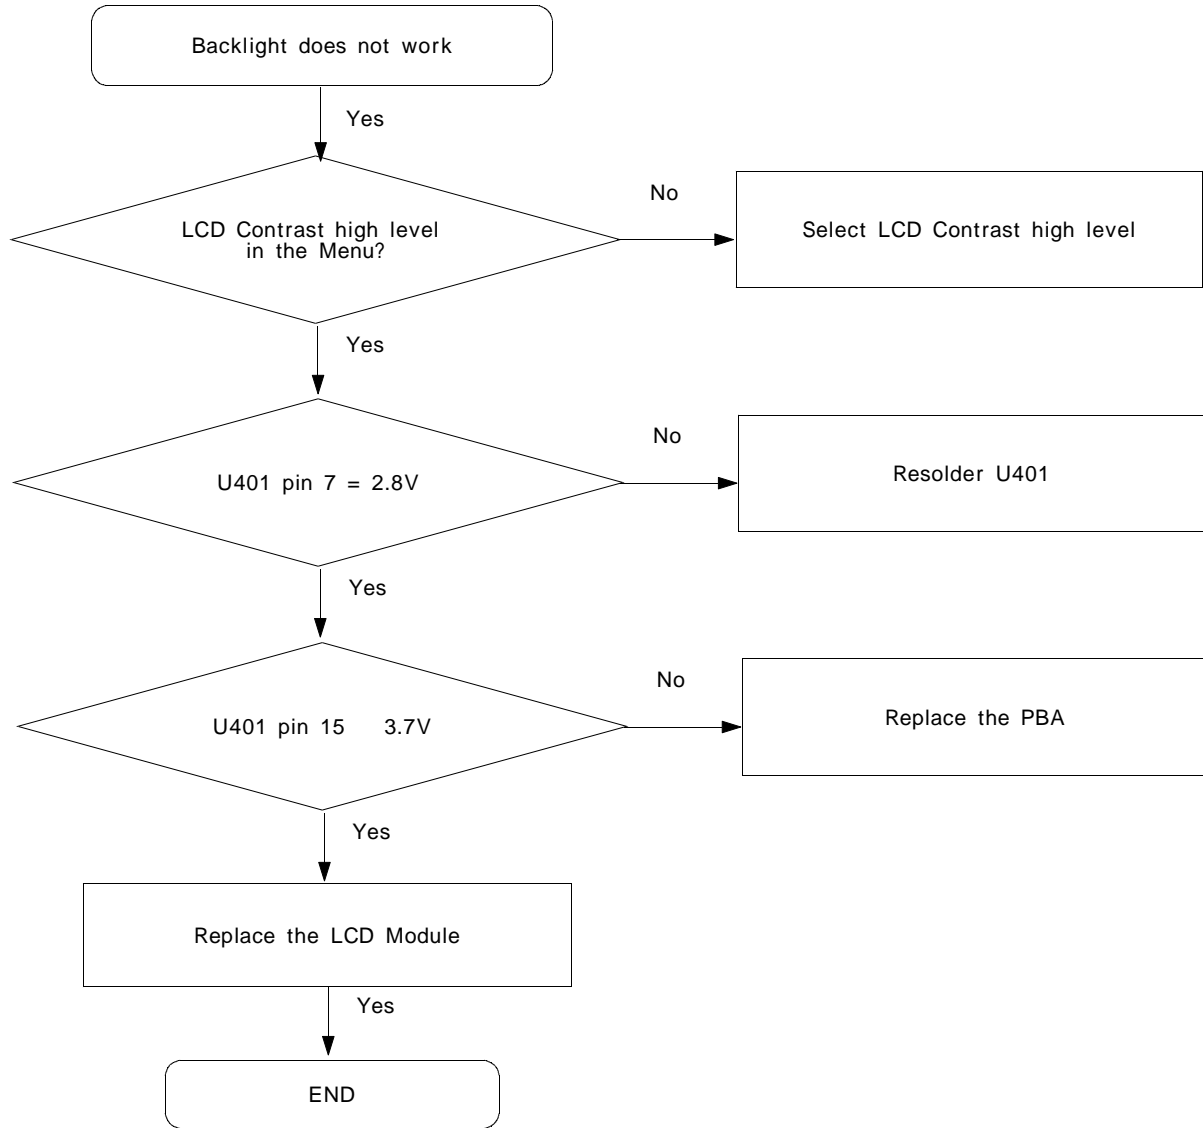 Backlight does not work
Yes
LCD Contrast high level
in the Menu?
No
Select LCD Contrast high level
Yes
U401 pin 7 = 2.8V
No
Resolder U401
Yes
U401 pin 15 3.7V
No
Replace the PBA
Yes
Replace the LCD Module
Yes
END